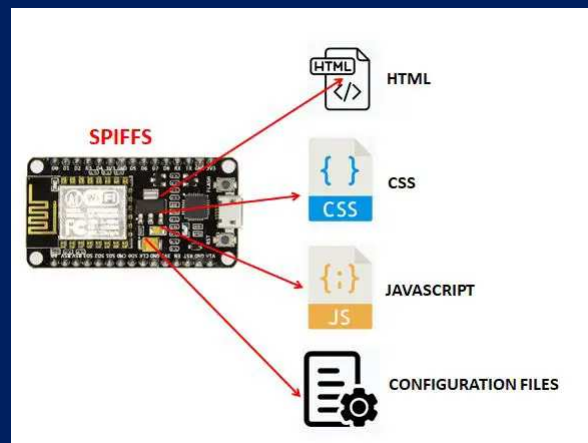 HTML
</>
HTML
SPIFFS
{ }
CSS
CSS
{;}
JS
JAVASCRIPT
CONFIGURATION FILES